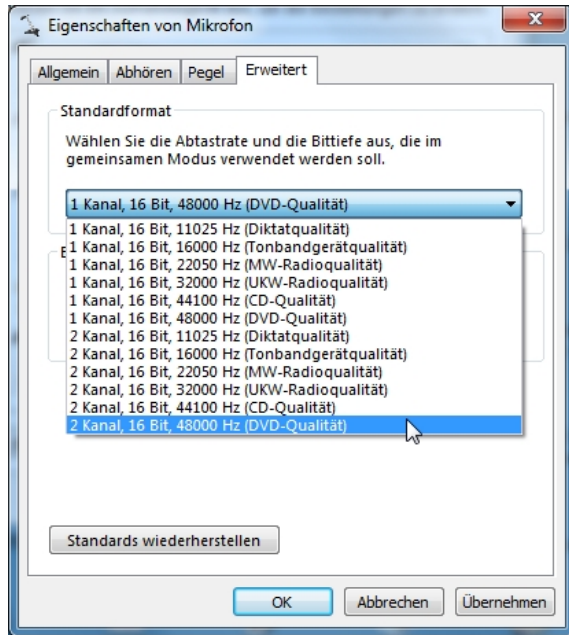 Eigenschaften von Mikrofon
Allgemein Abhören Pegel Erweitert
Standardformat
Wählen Sie die Abtastrate und die Bittiefe aus, die im
gemeinsamen Modus verwendet werden soll.
1 Kanal, 16 Bit, 48000 Hz (DVD-Qualität)
1 Kanal, 16 Bit, 11025 Hz (Diktatqualität)
1 Kanal, 16 Bit, 16000 Hz (Tonbandgerätqualität)
1 Kanal, 16 Bit, 22050 Hz (MW-Radioqualität)
1 Kanal, 16 Bit, 32000 Hz (UKW-Radioqualität)
1 Kanal, 16 Bit, 44100 Hz (CD-Qualität)
1 Kanal, 16 Bit, 48000 Hz (DVD-Qualität)
2 Kanal, 16 Bit, 11025 Hz (Diktatqualität)
2 Kanal, 16 Bit, 16000 Hz (Tonbandgerätqualität)
2 Kanal, 16 Bit, 22050 Hz (MW-Radioqualität)
2 Kanal, 16 Bit, 32000 Hz (UKW-Radioqualität)
2 Kanal, 16 Bit, 44100 Hz (CD-Qualität)
2 Kanal, 16 Bit, 48000 Hz (DVD-Qualität)
Standards wiederherstellen
OK Abbrechen Übernehmen